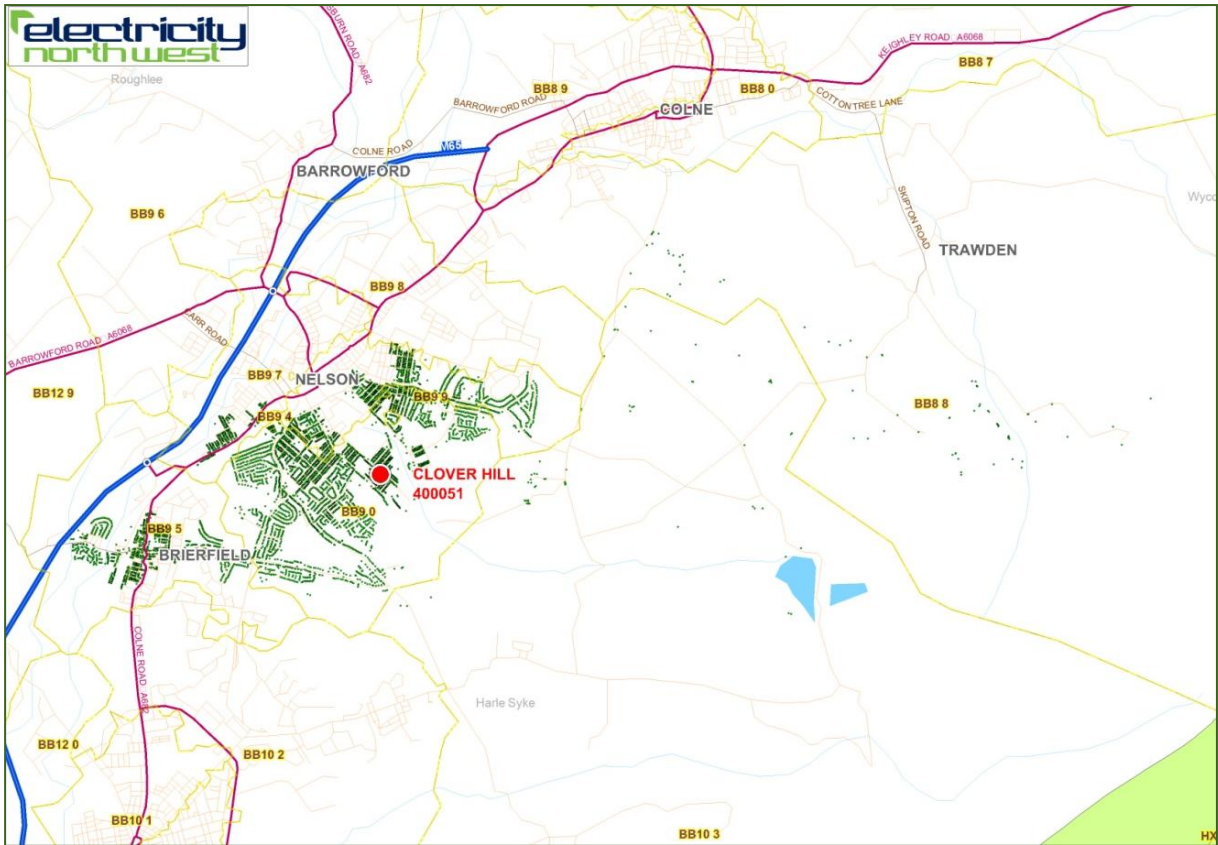 electricity
north west
Roughlee
SBURN ROAD A682
KEIGHLEY ROAD A6068
BB8 7
BB8 9
BB8 0
BARROWFORD ROAD
COTTON TREE LANE
COLNE
COLNE ROAD
M65
BARROWFORD
SKIPTON ROAD
Wyco
BB9 6
TRAWDEN
BB9 8
CARR ROAD
BARROWFORD ROAD A6068
BB9 7
NELSON
BB12 9
BB9 9
BB9 4
BB8 8
CLOVER HILL
400051
BB9 0
BB9 5
BRIERFIELD
COLNE ROAD A682
Harle Syke
BB12 0
BB10 2
BB10 1
BB10 3
HX